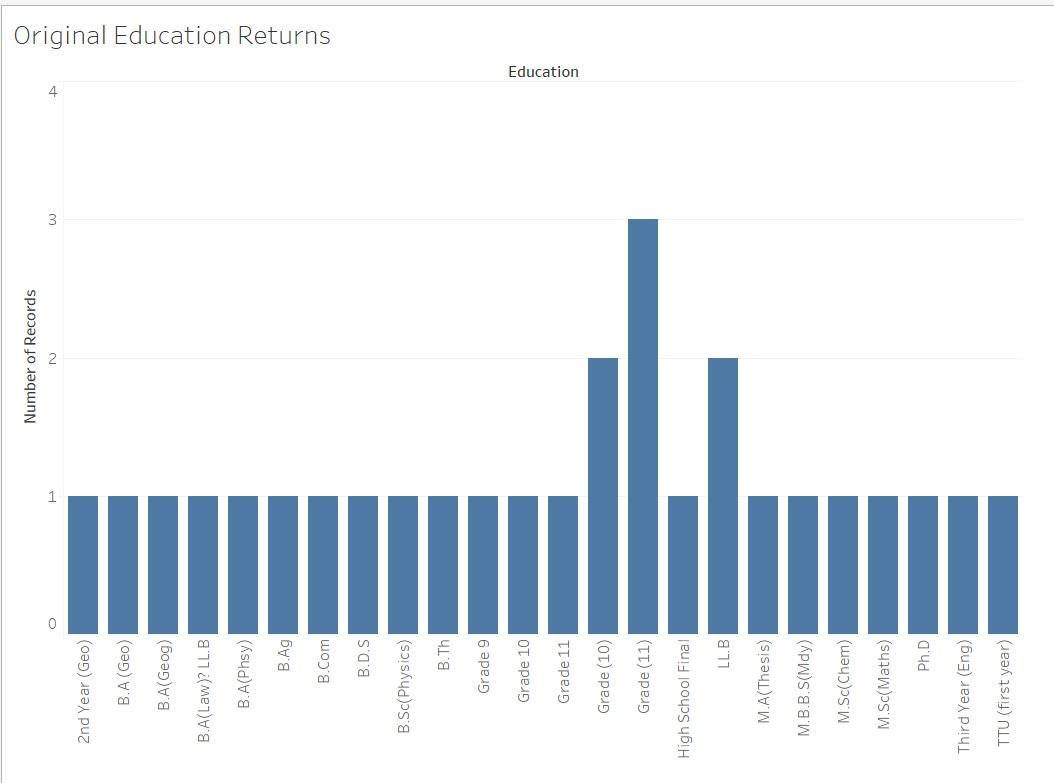 Original Education Returns
Education
4
3
2
1
0
Number of Records
2nd Year (Geo)
B.A (Geo)
B.A(Geog)
B.A(Law)? LL.B
B.A(Phsy)
B.Ag
B.Com
B.D.S
B.Sc(Physics)
B.Th
Grade 9
Grade 10
Grade 11
Grade (10)
Grade (11)
High School Final
LL.B
M.A(Thesis)
M.B.B.S(Mdy)
M.Sc(Chem)
M.Sc(Maths)
Ph.D
Third Year (Eng)
TTU (first year)